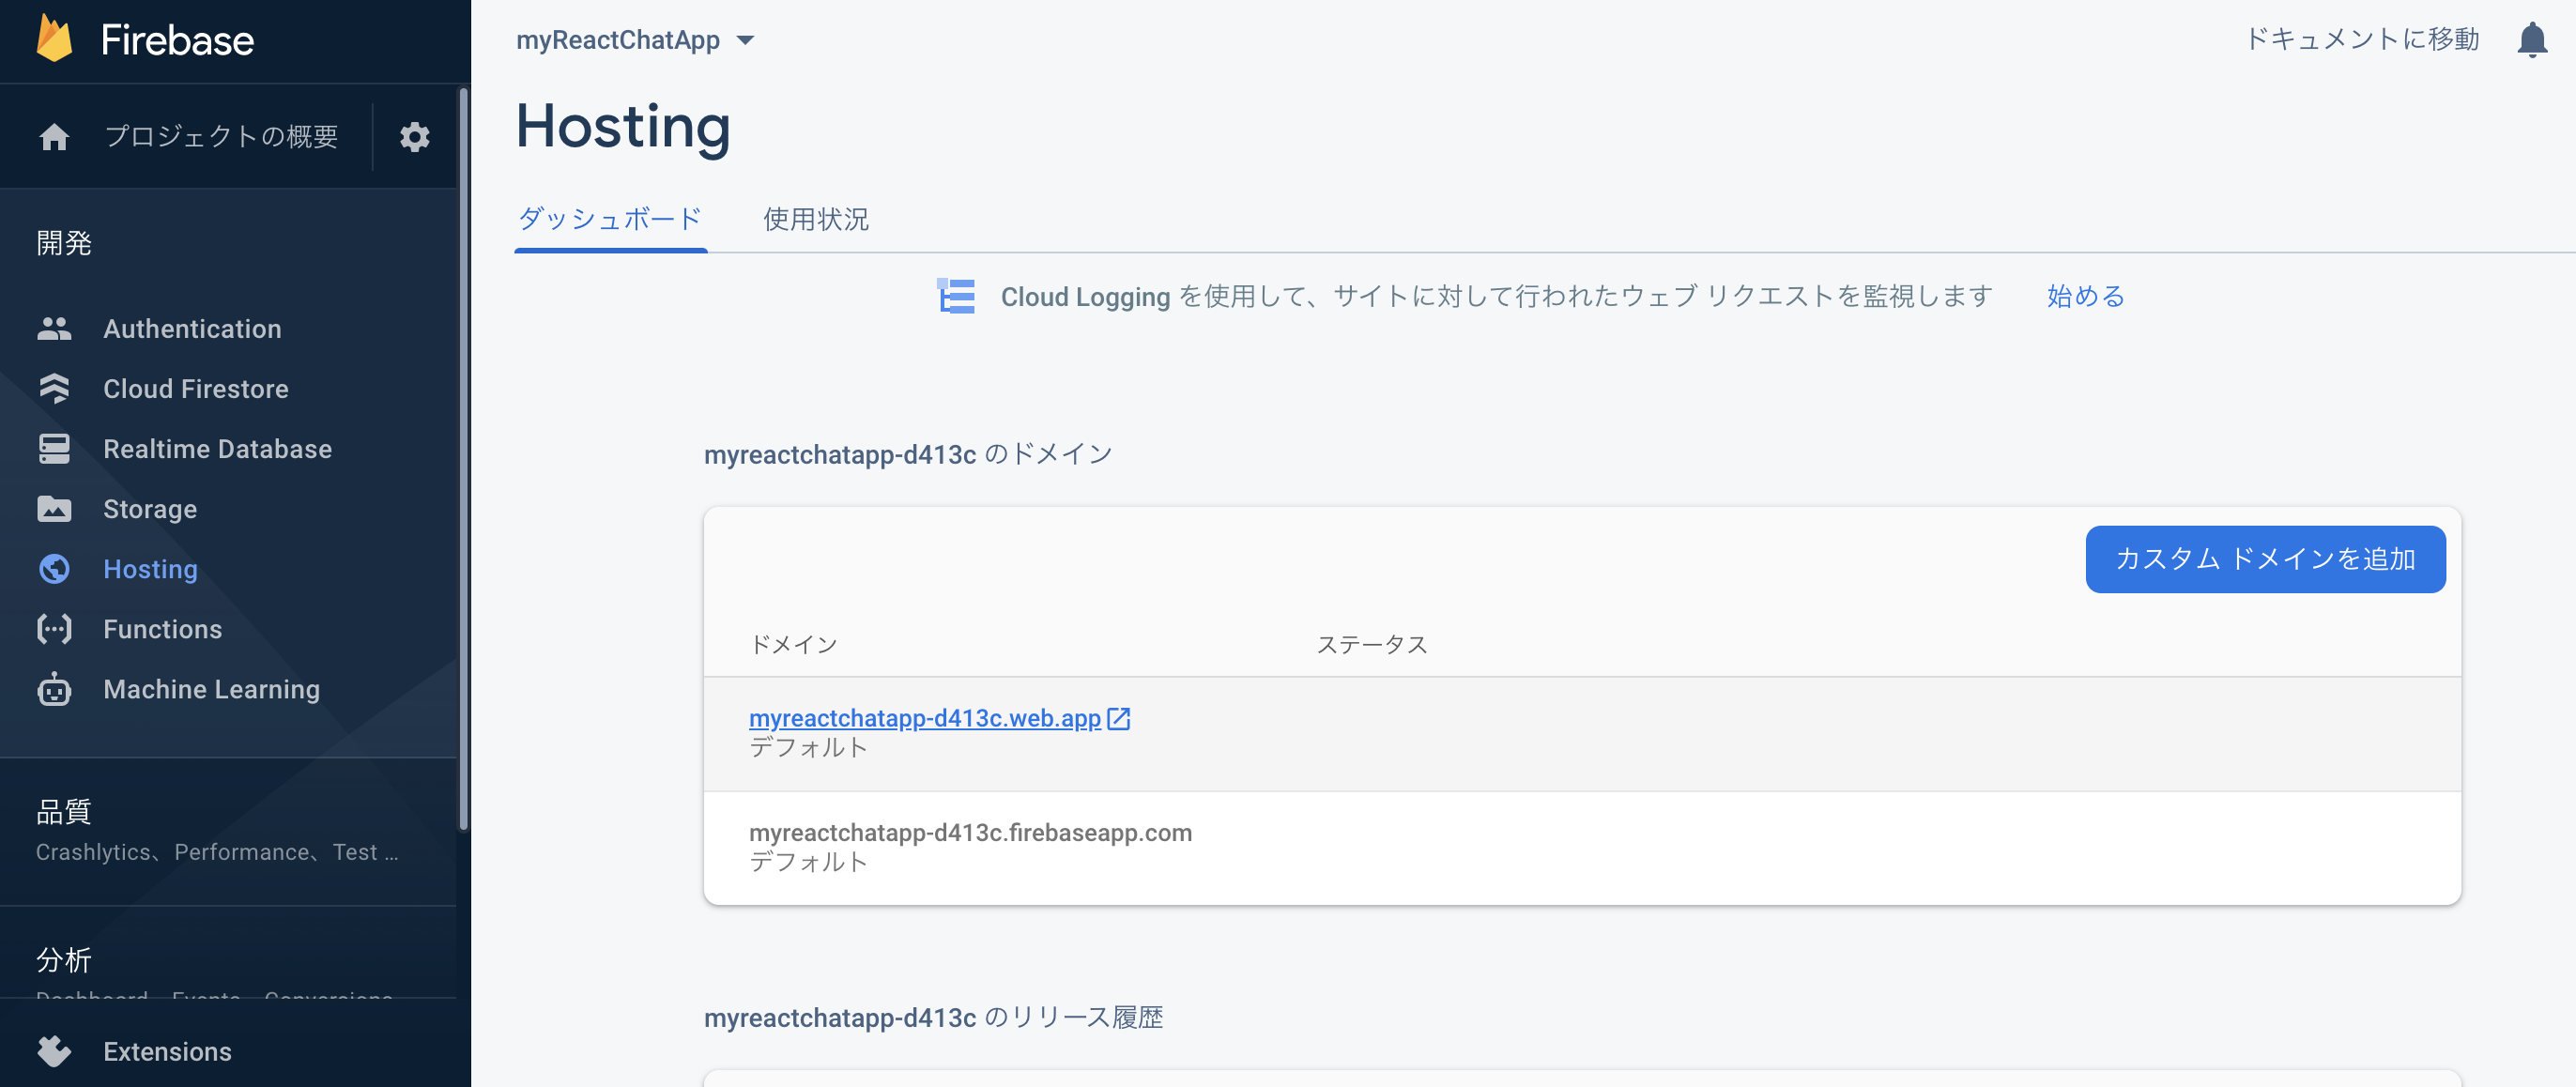 Firebase
プロジェクトの概要
開発
Authentication
Cloud Firestore
Realtime Database
Storage
Hosting
Functions
Machine Learning
品質
Crashlytics、Performance、Test ...
分析
Dashboard、Events、Conversions
Extensions
myReactChatApp
ドキュメントに移動
Hosting
ダッシュボード
使用状況
Cloud Logging を使用して、サイトに対して行われたウェブ リクエストを監視します 始める
myreactchatapp-d413c のドメイン
カスタム ドメインを追加
ドメイン ステータス
myreactchatapp-d413c.web.app
デフォルト
myreactchatapp-d413c.firebaseapp.com
デフォルト
myreactchatapp-d413c のリリース履歴